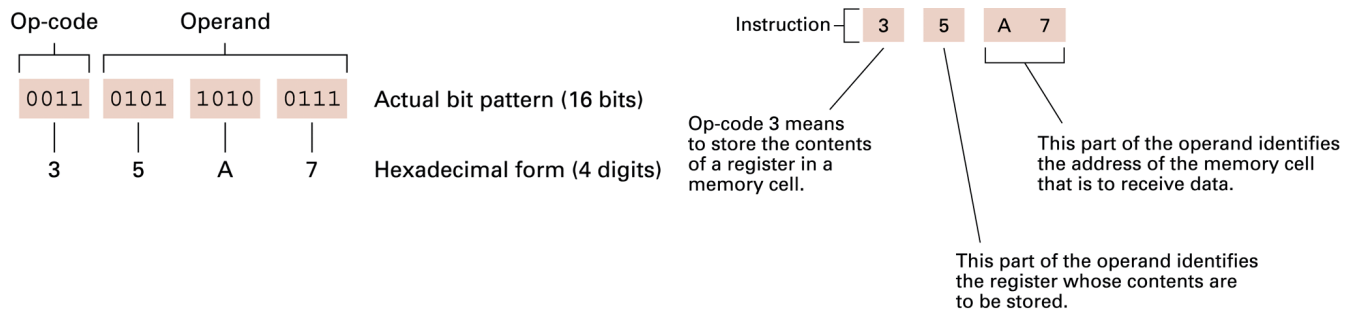 Op-code
Operand
0011 0101 1010 0111
Actual bit pattern (16 bits)
3 5 A 7
Hexadecimal form (4 digits)
Instruction
3 5 A 7
Op-code 3 means
to store the contents
of a register in a
memory cell.
This part of the operand identifies
the address of the memory cell
that is to receive data.
This part of the operand identifies
the register whose contents are
to be stored.